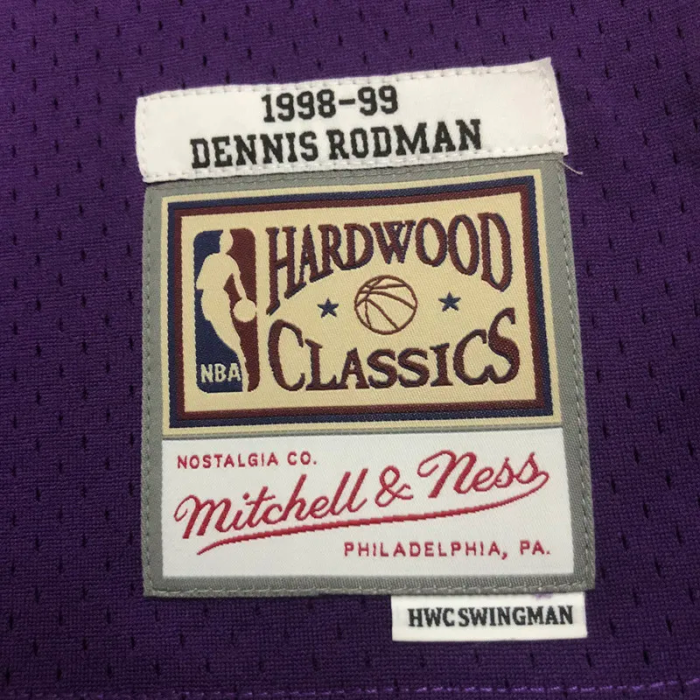 1998-99
DENNIS RODMAN
HARDWOOD
CLASSICS
NBA
NOSTALGIA CO.
Mitchell & Ness
PHILADELPHIA, PA.
HWC SWINGMAN